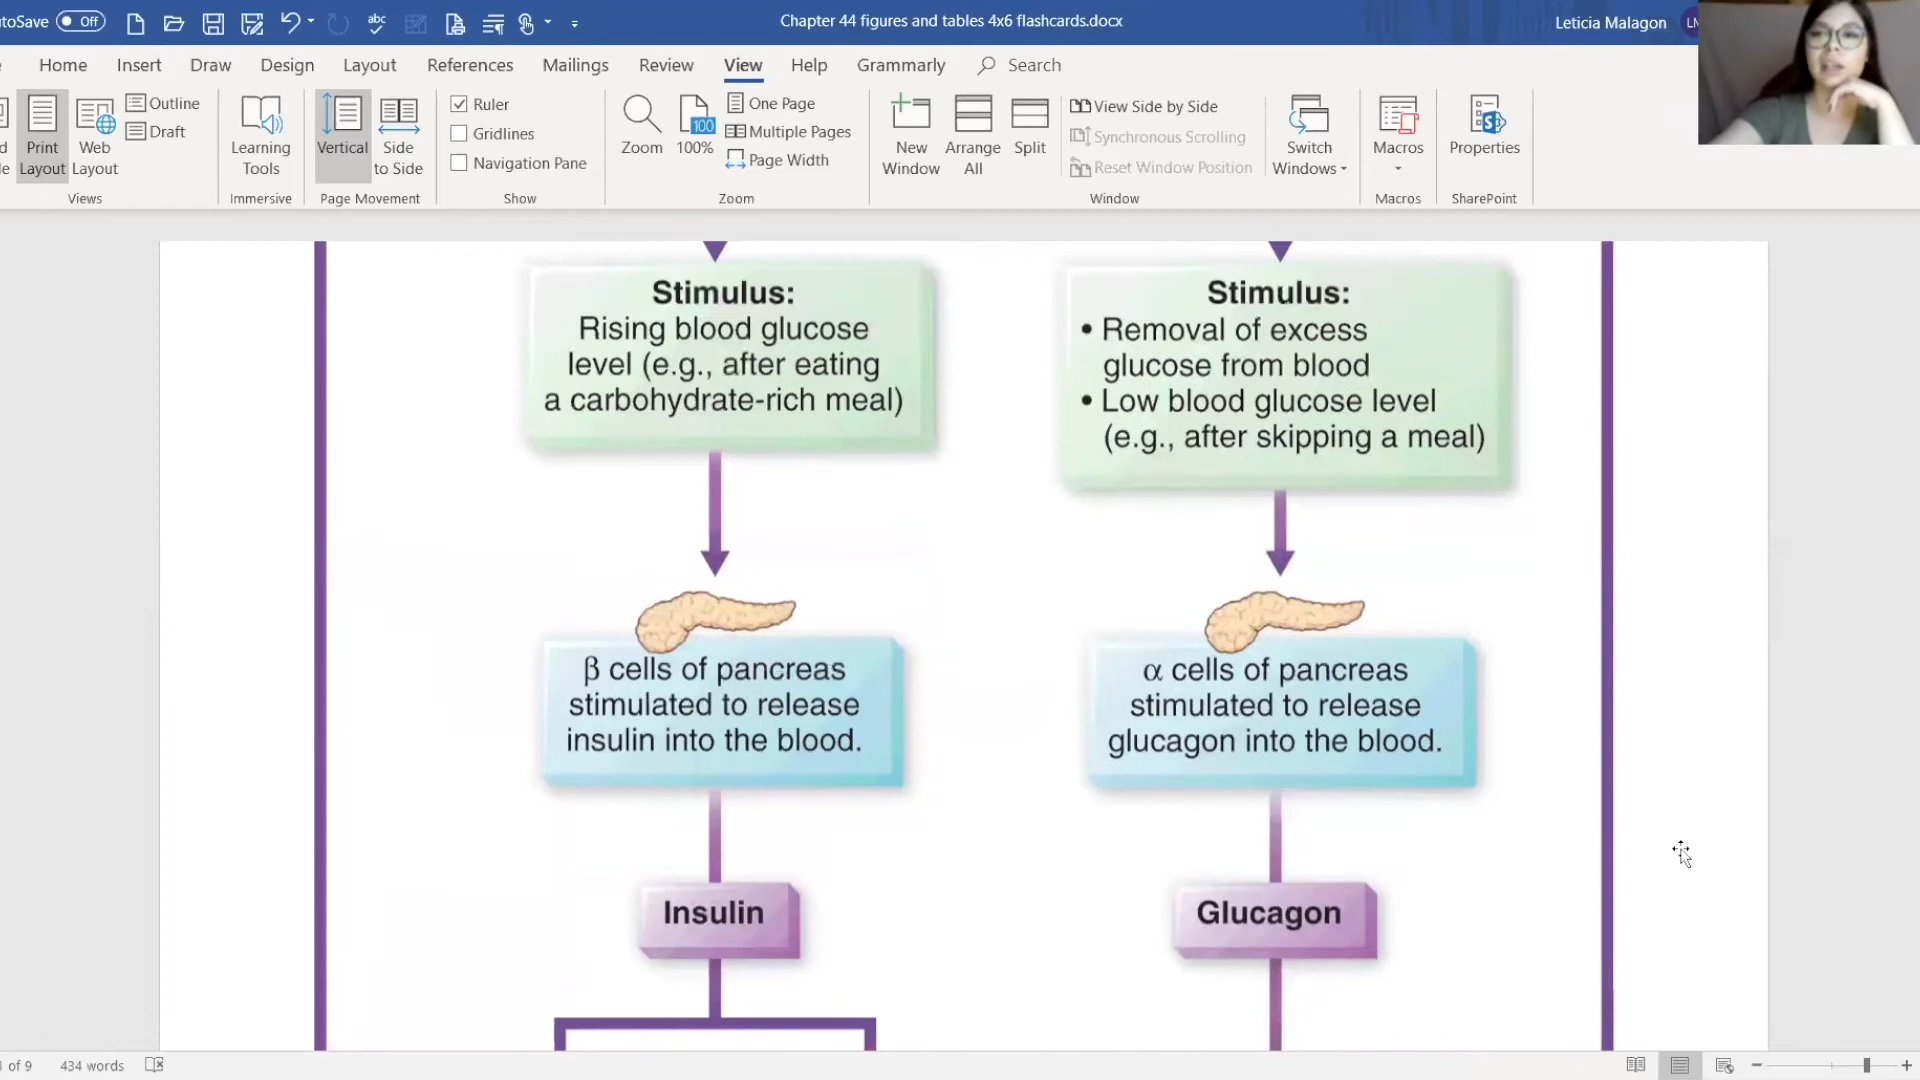 utoSave Off
Chapter 44 figures and tables 4x6 flashcards.docx
Leticia Malagon
Home Insert Draw Design Layout References Mailings Review View Help Grammarly Search
Print Layout
Web Layout
Outline
Draft
Views
Learning Tools
Immersive
Vertical
Side to Side
Page Movement
Ruler
Gridlines
Navigation Pane
Show
Zoom
100
100%
One Page
Multiple Pages
Page Width
Zoom
New Window
Arrange All
Split
View Side by Side
Synchronous Scrolling
Reset Window Position
Switch Windows
Window
Macros
Macros
Properties
SharePoint
Stimulus:
Rising blood glucose
level (e.g., after eating
a carbohydrate-rich meal)
Stimulus:
• Removal of excess
glucose from blood
• Low blood glucose level
(e.g., after skipping a meal)
β cells of pancreas
stimulated to release
insulin into the blood.
α cells of pancreas
stimulated to release
glucagon into the blood.
Insulin
Glucagon
of 9 434 words